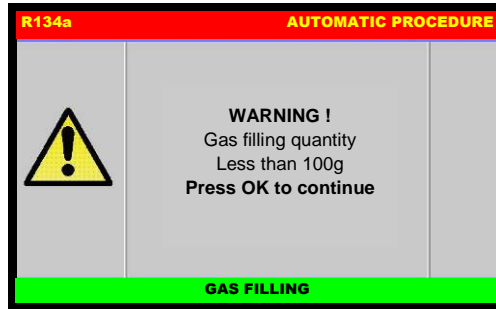 R134a AUTOMATIC PROCEDURE
WARNING !
Gas filling quantity
Less than 100g
Press OK to continue
GAS FILLING